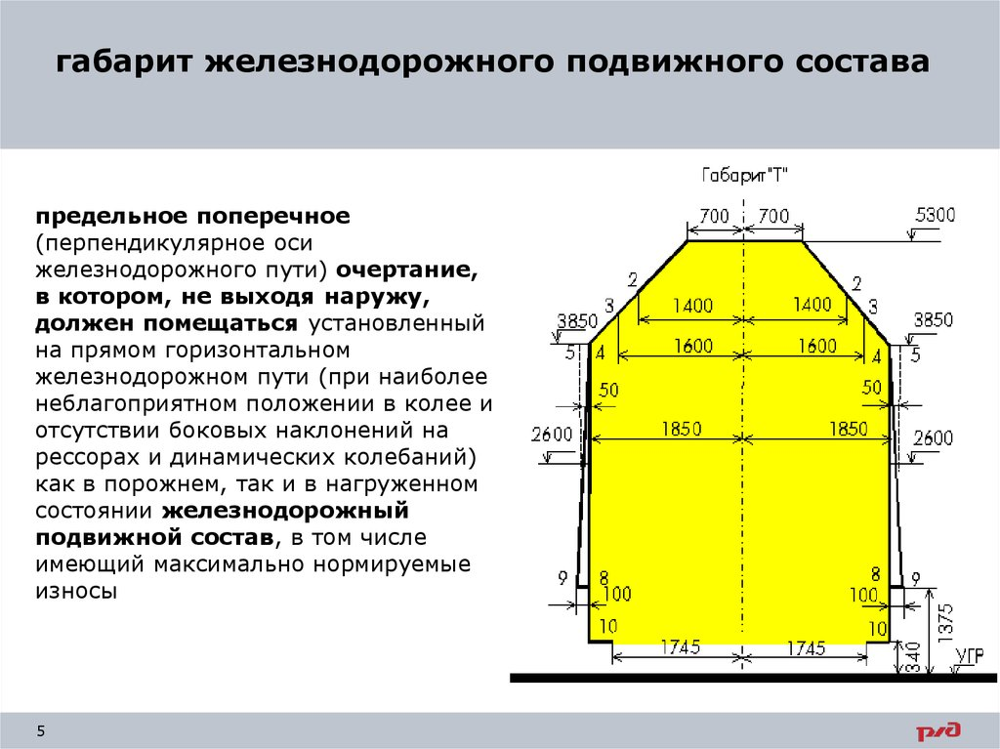 габарит железнодорожного подвижного состава
предельное поперечное
(перпендикулярное оси
железнодорожного пути) очертание,
в котором, не выходя наружу,
должен помещаться установленный
на прямом горизонтальном
железнодорожном пути (при наиболее
неблагоприятном положении в колее и
отсутствии боковых наклонений на
рессорах и динамических колебаний)
как в порожнем, так и в нагруженном
состоянии железнодорожный
подвижной состав, в том числе
имеющий максимально нормируемые
износы
Габарит"Т"
700 700 5300
2 2
3 1400 1400 3
3850 3850
5 4 1600 1600 4 5
50 50
2600 1850 1850 2600
9 8 8 9
100 100
10 10
1745 1745
340
1375
УГР
5
ржд